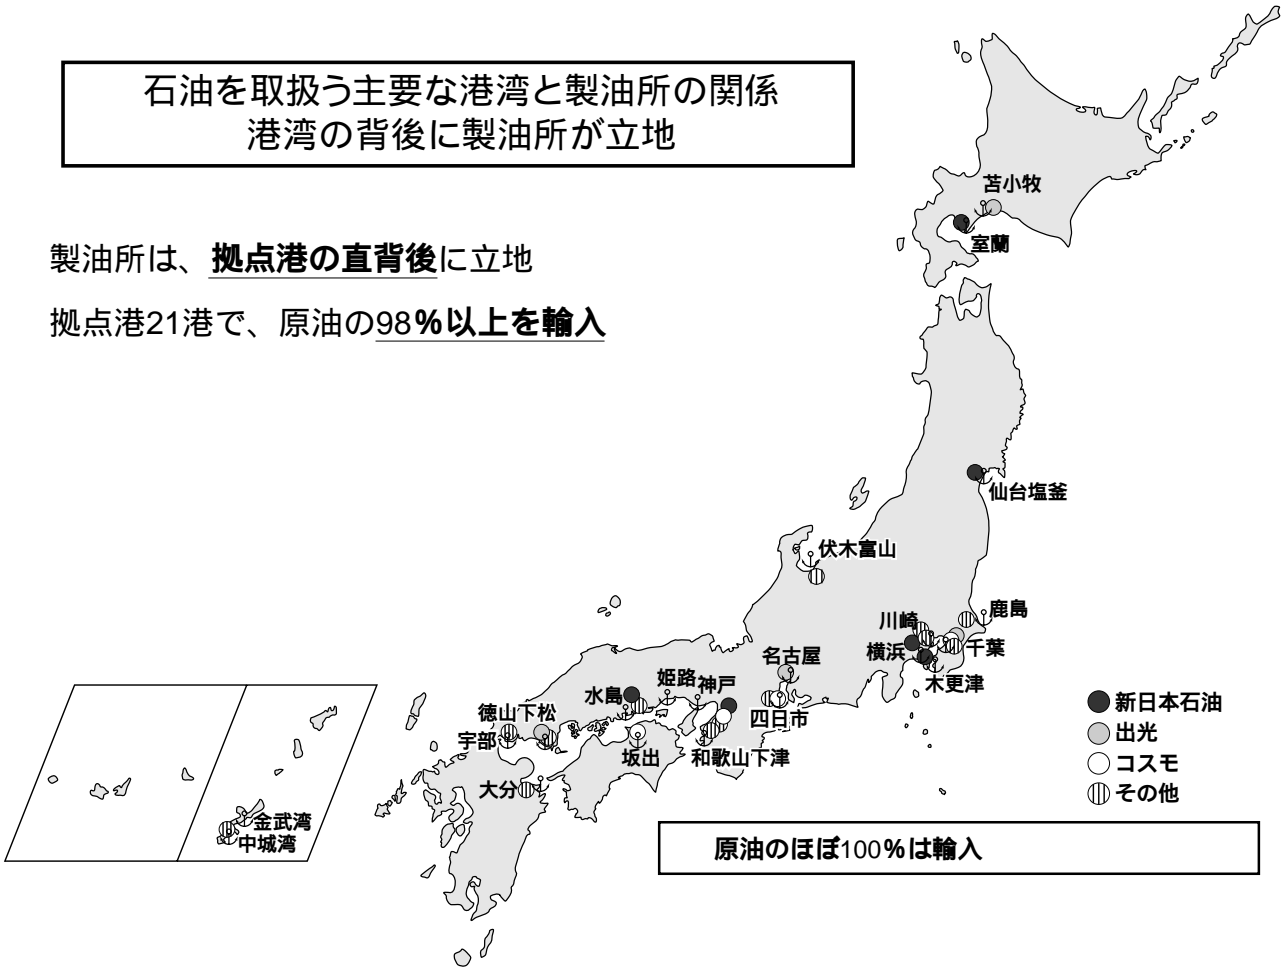 石油を取扱う主要な港湾と製油所の関係
港湾の背後に製油所が立地
製油所は、拠点港の直背後に立地
拠点港21港で、原油の98%以上を輸入
苫小牧
室蘭
仙台塩釜
伏木富山
鹿島
川崎
千葉
横浜
木更津
名古屋
四日市
姫路
神戸
水島
徳山下松
宇部
坂出
和歌山下津
大分
金武湾
中城湾
新日本石油
出光
コスモ
その他
原油のほぼ100%は輸入